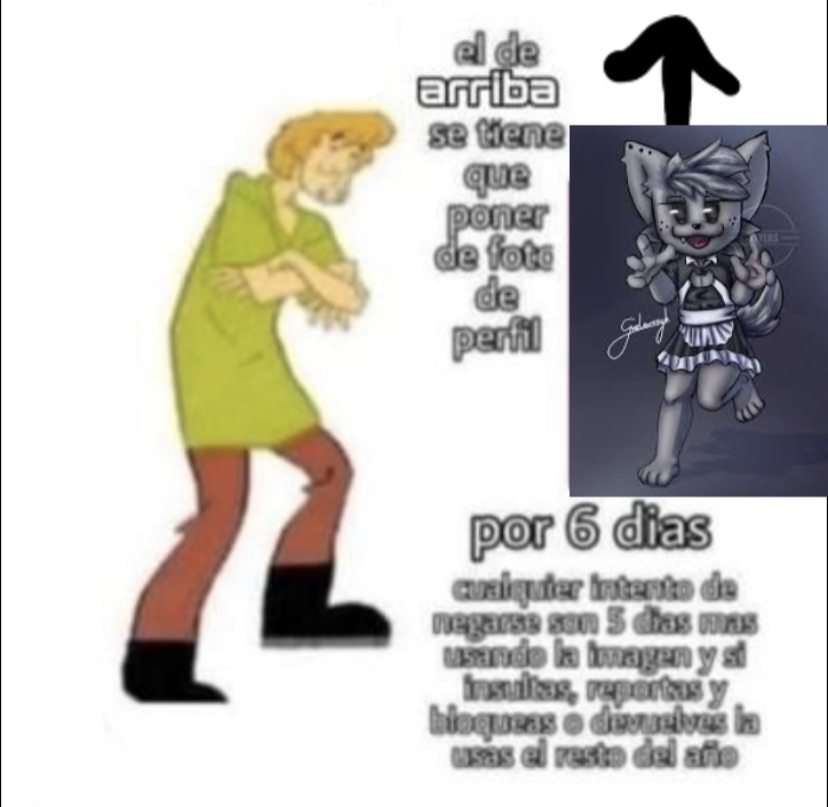 el de
arriba
se tiene
que
poner
de foto
de
perfil
por 6 dias
cualquier intento de
negarse son 5 dias mas
usando la imagen y si
insultas, reportas y
bloqueas o devuelves la
usas el resto del año